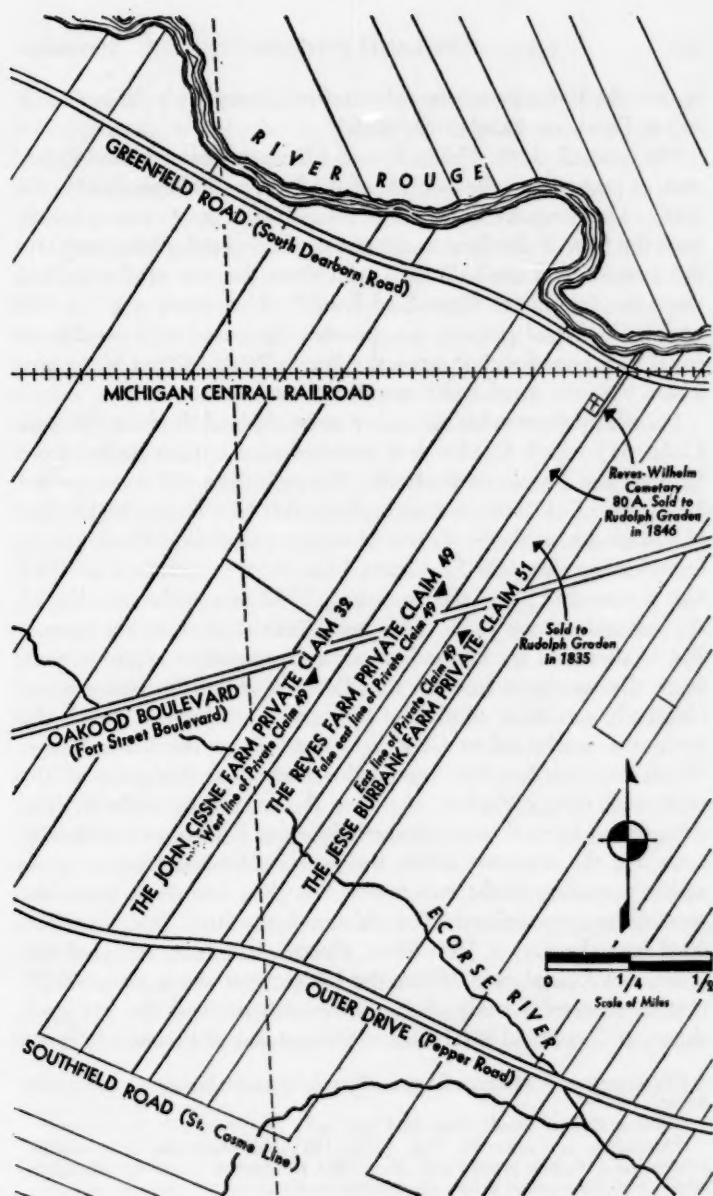 RIVER ROUGE
GREENFIELD ROAD (South Dearborn Road)
MICHIGAN CENTRAL RAILROAD
Reves-Wilhelm
Cemetary
80 A. Sold to
Rudolph Graden
in 1846
Sold to
Rudolph Graden
in 1835
THE JOHN CISSNE FARM PRIVATE CLAIM 32
West line of Private Claim 49
THE REVES FARM PRIVATE CLAIM 49
False east line of Private Claim 49
East line of Private Claim 49
THE JESSE BURBANK FARM PRIVATE CLAIM 51
OAKOOD BOULEVARD
(Fort Street Boulevard)
ECORSE RIVER
0 1/4 1/2
Scale of Miles
OUTER DRIVE (Pepper Road)
SOUTHFIELD ROAD (St. Cosme Line)